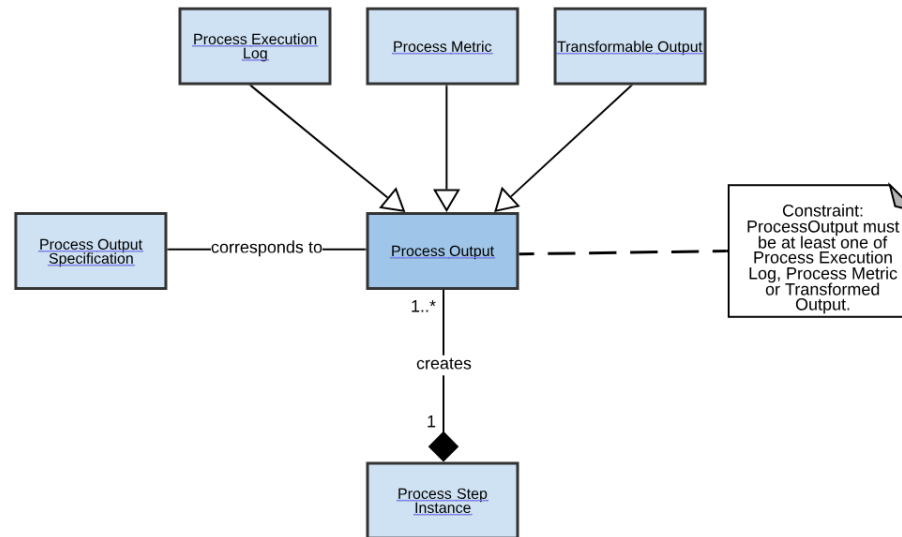 Process Execution
Log
Process Metric
Transformable Output
Process Output
Specification
corresponds to
Process Output
Constraint:
ProcessOutput must
be at least one of
Process Execution
Log, Process Metric
or Transformed
Output.
1..*
creates
1
Process Step
Instance